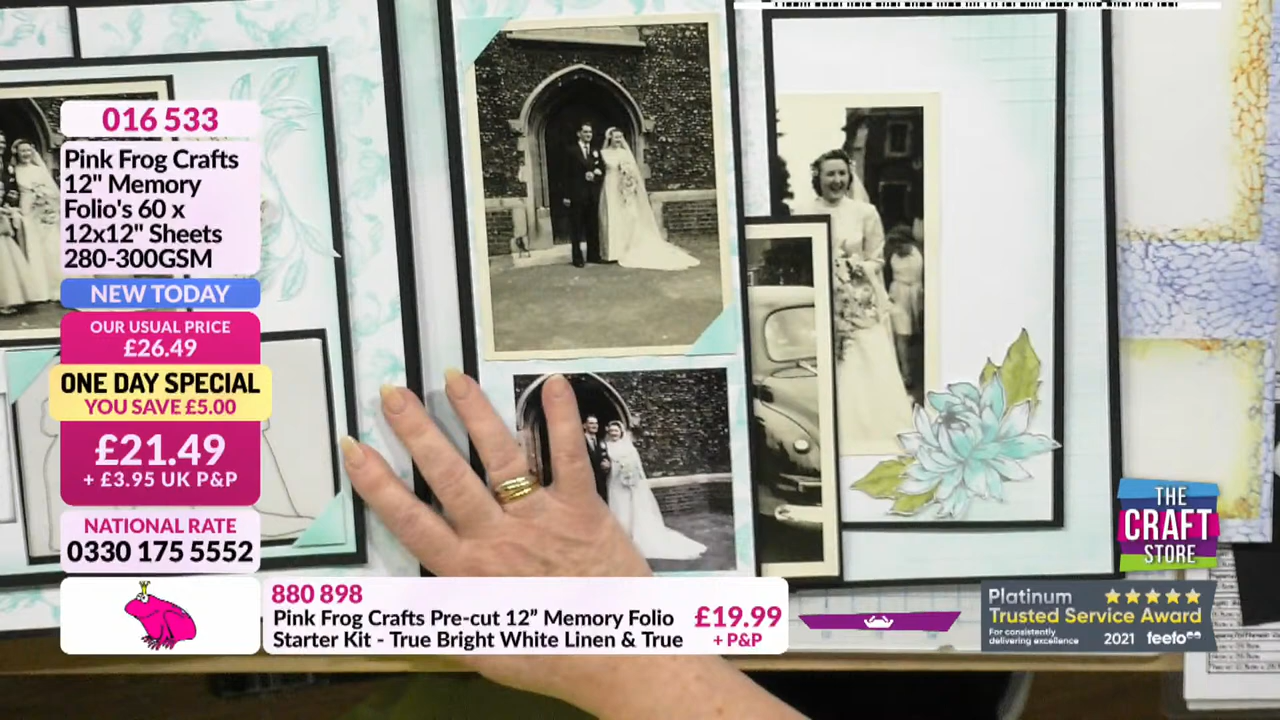 016 533
Pink Frog Crafts
12" Memory
Folio's 60 x
12x12" Sheets
280-300GSM
NEW TODAY
OUR USUAL PRICE
£26.49
ONE DAY SPECIAL
YOU SAVE £5.00
£21.49
+ £3.95 UK P&P
NATIONAL RATE
0330 175 5552
880 898
Pink Frog Crafts Pre-cut 12” Memory Folio
Starter Kit - True Bright White Linen & True
£19.99
+ P&P
THE
CRAFT
STORE
Platinum
Trusted Service Award
For consistently
delivering excellence
2021 feefo